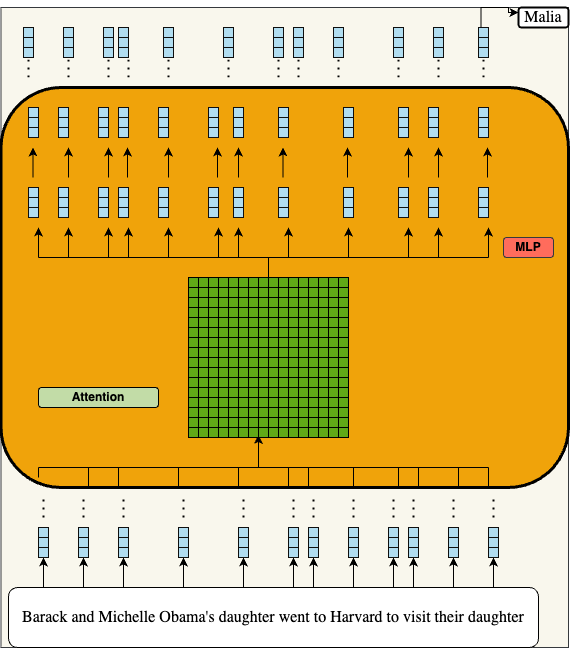 Malia
MLP
Attention
Barack and Michelle Obama's daughter went to Harvard to visit their daughter